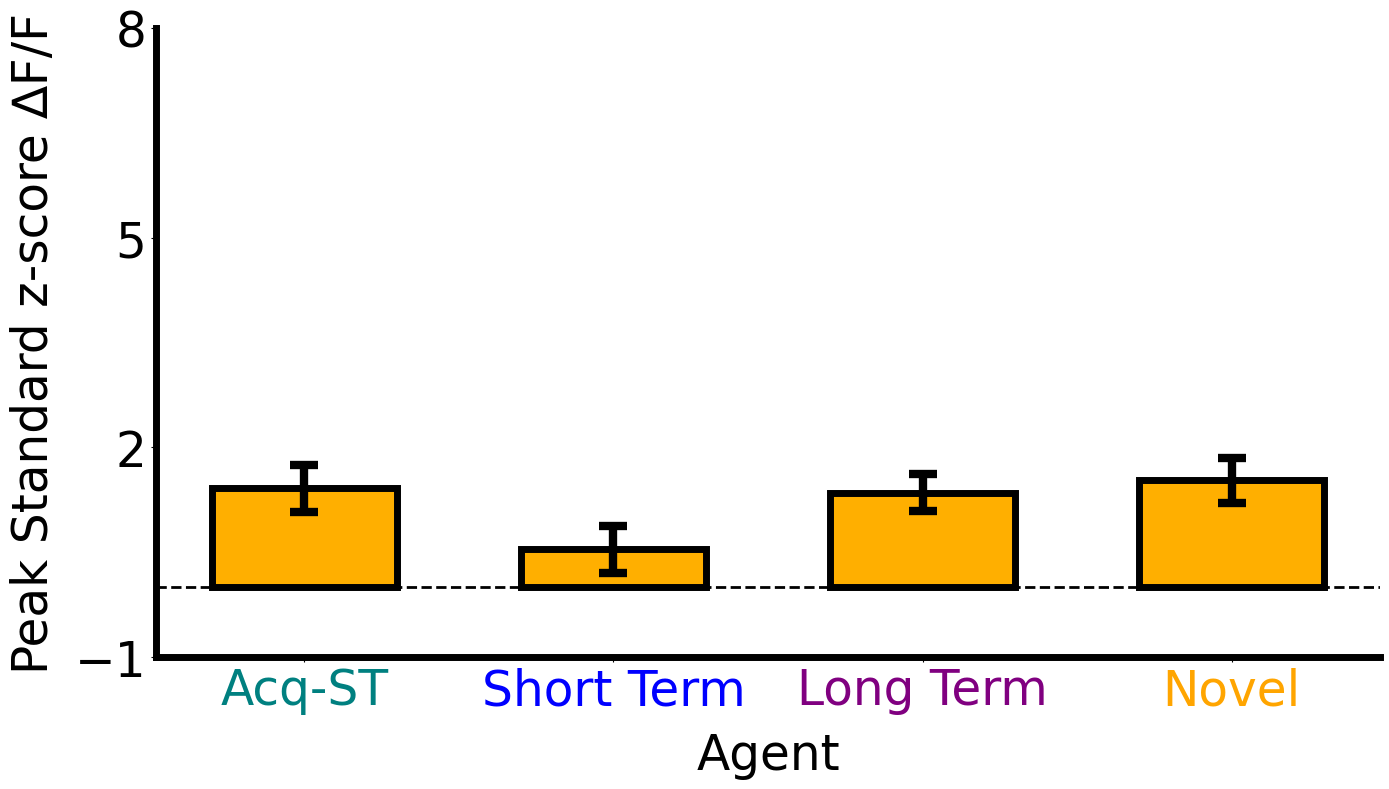 Peak Standard z-score ΔF/F
8
5
2
−1
Acq-ST Short Term Long Term Novel
Agent